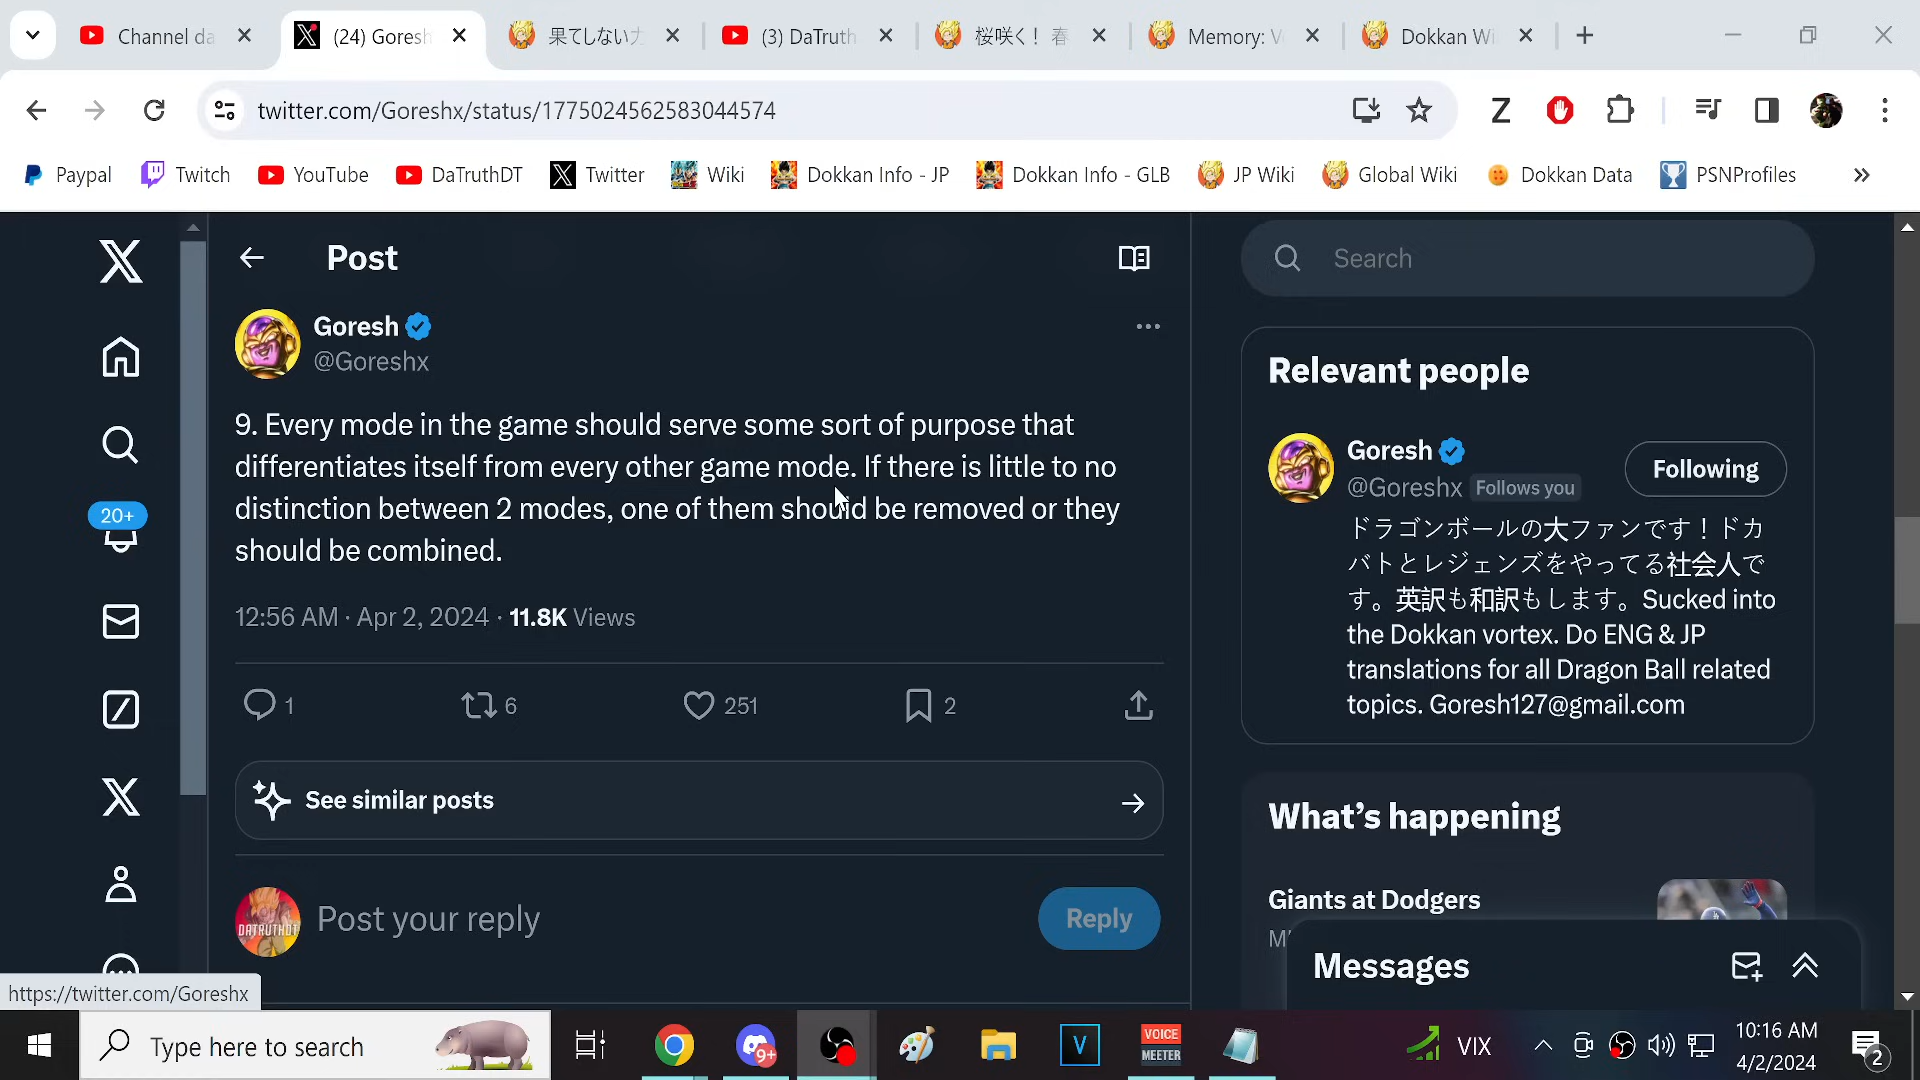 Channel da
(24) Goresh
果てしない力
(3) DaTruth
桜咲く！ 春
Memory: V
Dokkan Wi
twitter.com/Goreshx/status/1775024562583044574
Paypal
Twitch
YouTube
DaTruthDT
Twitter
Wiki
Dokkan Info - JP
Dokkan Info - GLB
JP Wiki
Global Wiki
Dokkan Data
PSNProfiles
Post
Goresh
@Goreshx
9. Every mode in the game should serve some sort of purpose that
differentiates itself from every other game mode. If there is little to no
distinction between 2 modes, one of them should be removed or they
should be combined.
12:56 AM · Apr 2, 2024 · 11.8K Views
1
6
251
2
See similar posts
DATRUTHDT
Post your reply
Reply
20+
Search
Relevant people
Goresh
@Goreshx Follows you
Following
ドラゴンボールの大ファンです！ドカ
バトとレジェンズをやってる社会人で
す。英訳も和訳もします。Sucked into
the Dokkan vortex. Do ENG & JP
translations for all Dragon Ball related
topics. Goresh127@gmail.com
What's happening
Giants at Dodgers
Messages
https://twitter.com/Goreshx
Type here to search
9+
V
VOICE
MEETER
VIX
10:16 AM
4/2/2024
2